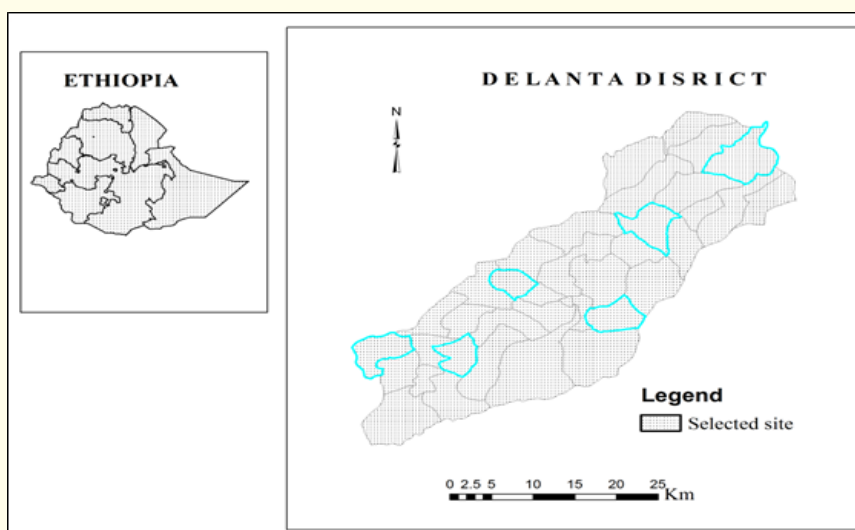 ETHIOPIA
DELANTA DISRICT
N
Legend
Selected site
0 2.5 5 10 15 20 25
Km